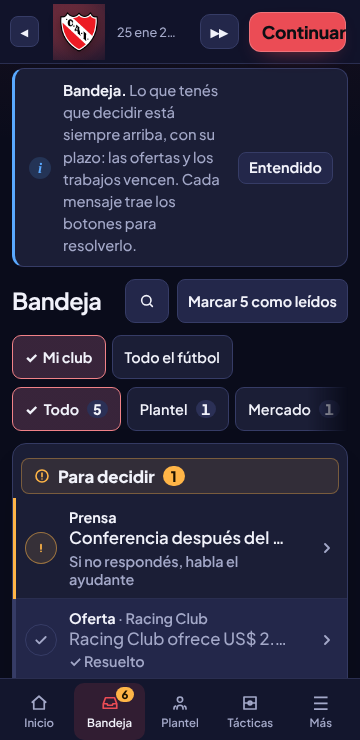 C.A.I.
25 ene 2...
Continuar
Bandeja. Lo que tenés
que decidir está
siempre arriba, con su
plazo: las ofertas y los
trabajos vencen. Cada
mensaje trae los
botones para
resolverlo.
Entendido
Bandeja
Marcar 5 como leídos
✓ Mi club
Todo el fútbol
✓ Todo 5
Plantel 1
Mercado 1
Para decidir 1
Prensa
Conferencia después del ...
Si no respondés, habla el
ayudante
Oferta · Racing Club
Racing Club ofrece US$ 2....
✓ Resuelto
6
Inicio
Bandeja
Plantel
Tácticas
Más